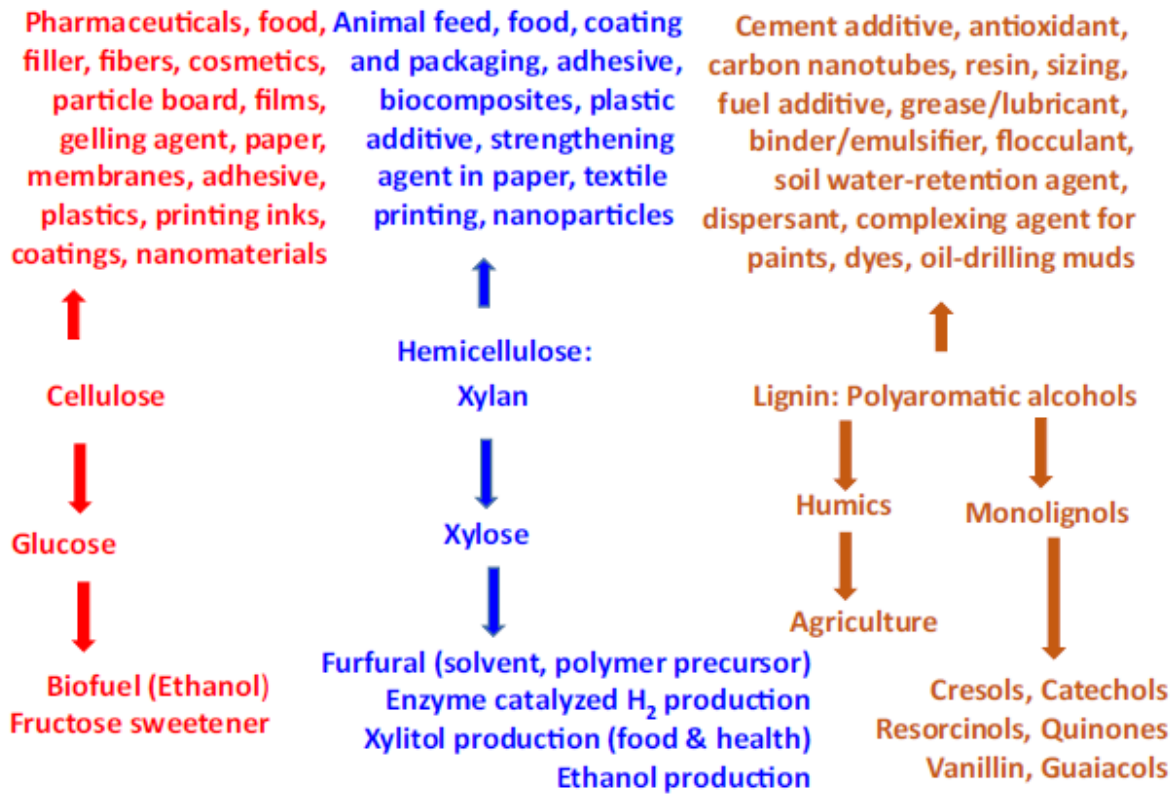 Pharmaceuticals, food,
filler, fibers, cosmetics,
particle board, films,
gelling agent, paper,
membranes, adhesive,
plastics, printing inks,
coatings, nanomaterials
Cellulose
Glucose
Biofuel (Ethanol)
Fructose sweetener
Animal feed, food, coating
and packaging, adhesive,
biocomposites, plastic
additive, strengthening
agent in paper, textile
printing, nanoparticles
Hemicellulose:
Xylan
Xylose
Furfural (solvent, polymer precursor)
Enzyme catalyzed H₂ production
Xylitol production (food & health)
Ethanol production
Cement additive, antioxidant,
carbon nanotubes, resin, sizing,
fuel additive, grease/lubricant,
binder/emulsifier, flocculant,
soil water-retention agent,
dispersant, complexing agent for
paints, dyes, oil-drilling muds
Lignin: Polyaromatic alcohols
Humics
Agriculture
Monolignols
Cresols, Catechols
Resorcinols, Quinones
Vanillin, Guaiacols